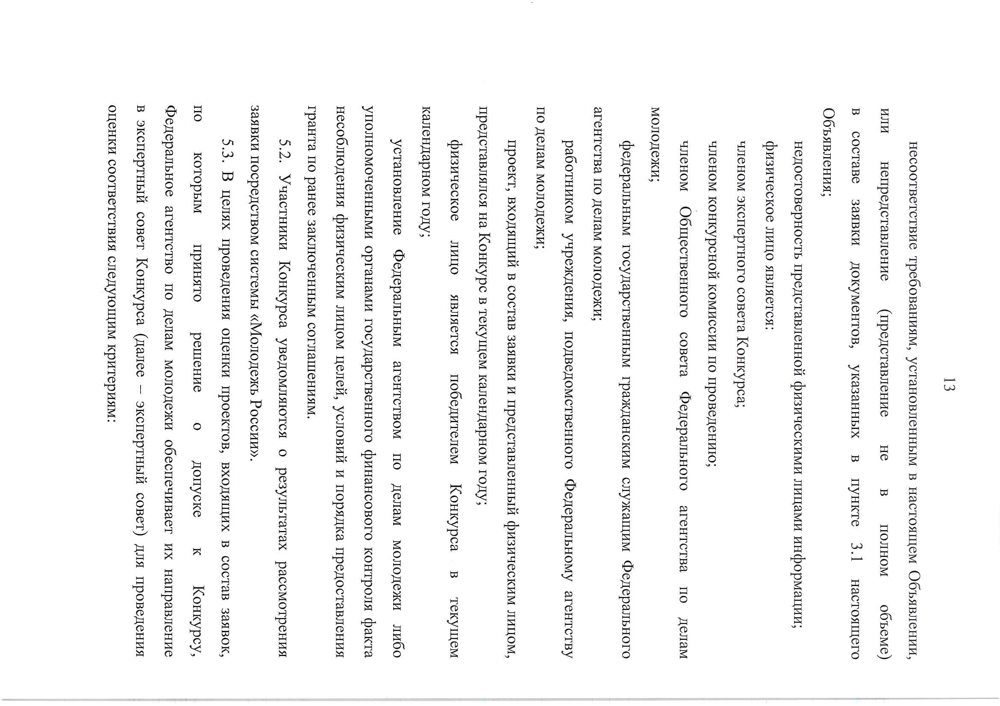 13
несоответствие требованиям, установленным в настоящем Объявлении,
или непредставление (представление не в полном объеме)
в составе заявки документов, указанных в пункте 3.1 настоящего
Объявления;
недостоверность представленной физическими лицами информации;
физическое лицо является:
членом экспертного совета Конкурса;
членом конкурсной комиссии по проведению;
членом Общественного совета Федерального агентства по делам
молодежи;
федеральным государственным гражданским служащим Федерального
агентства по делам молодежи;
работником учреждения, подведомственного Федеральному агентству
по делам молодежи;
проект, входящий в состав заявки и представленный физическим лицом,
представлялся на Конкурс в текущем календарном году;
физическое лицо является победителем Конкурса в текущем
календарном году;
установление Федеральным агентством по делам молодежи либо
уполномоченными органами государственного финансового контроля факта
несоблюдения физическим лицом целей, условий и порядка предоставления
гранта по ранее заключенным соглашениям.
5.2. Участники Конкурса уведомляются о результатах рассмотрения
заявки посредством системы «Молодежь России».
5.3. В целях проведения оценки проектов, входящих в состав заявок,
по которым принято решение о допуске к Конкурсу,
Федеральное агентство по делам молодежи обеспечивает их направление
в экспертный совет Конкурса (далее – экспертный совет) для проведения
оценки соответствия следующим критериям: